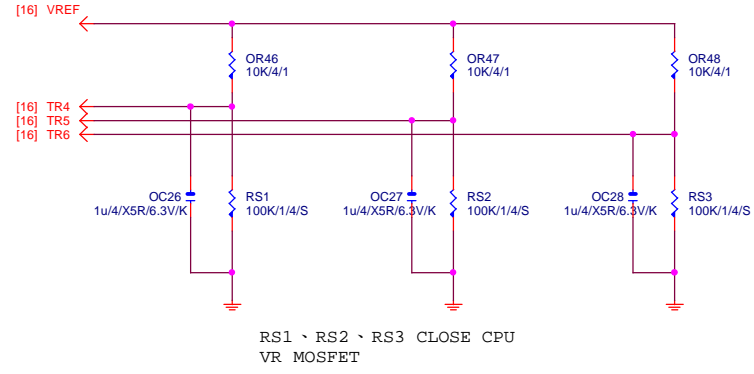 [16] VREF
OR46
10K/4/1
OR47
10K/4/1
OR48
10K/4/1
[16] TR4
[16] TR5
[16] TR6
OC26
1u/4/X5R/6.3V/K
RS1
100K/1/4/S
OC27
1u/4/X5R/6.3V/K
RS2
100K/1/4/S
OC28
1u/4/X5R/6.3V/K
RS3
100K/1/4/S
RS1、RS2、RS3 CLOSE CPU
VR MOSFET